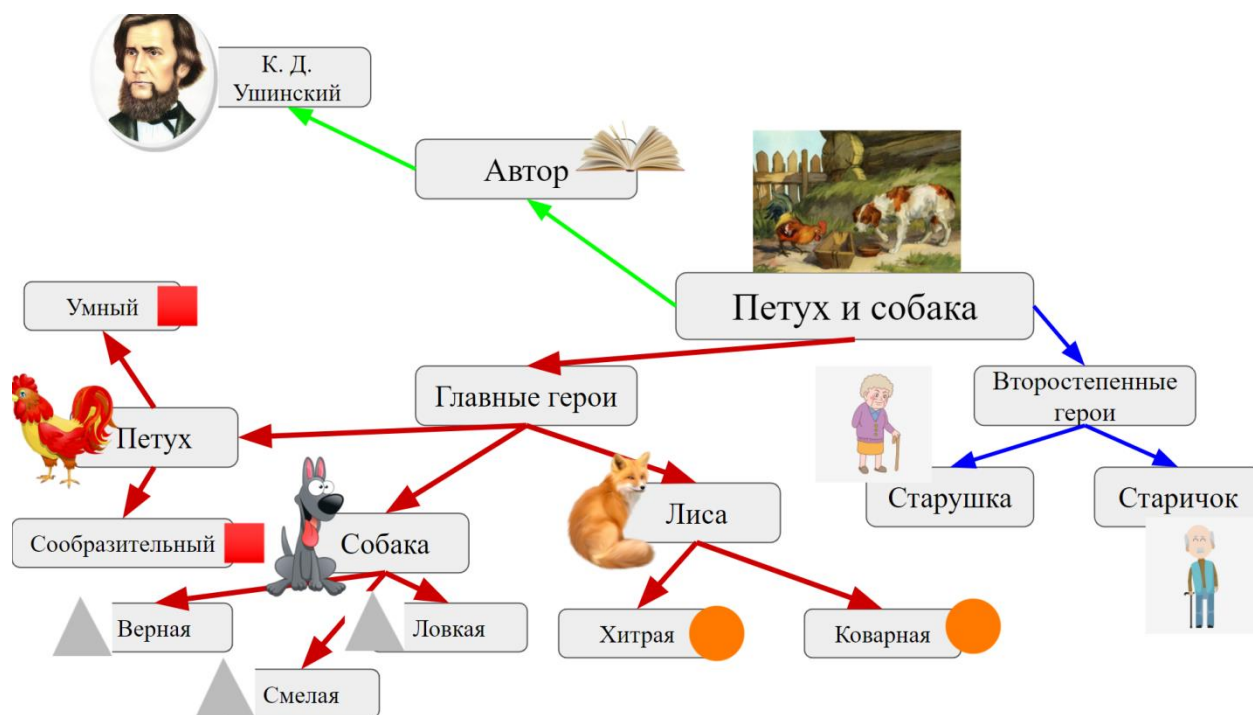 К. Д.
Ушинский
Автор
Петух и собака
Умный
Главные герои
Второстепенные
герои
Петух
Старушка
Старичок
Лиса
Сообразительный
Собака
Верная
Ловкая
Хитрая
Коварная
Смелая